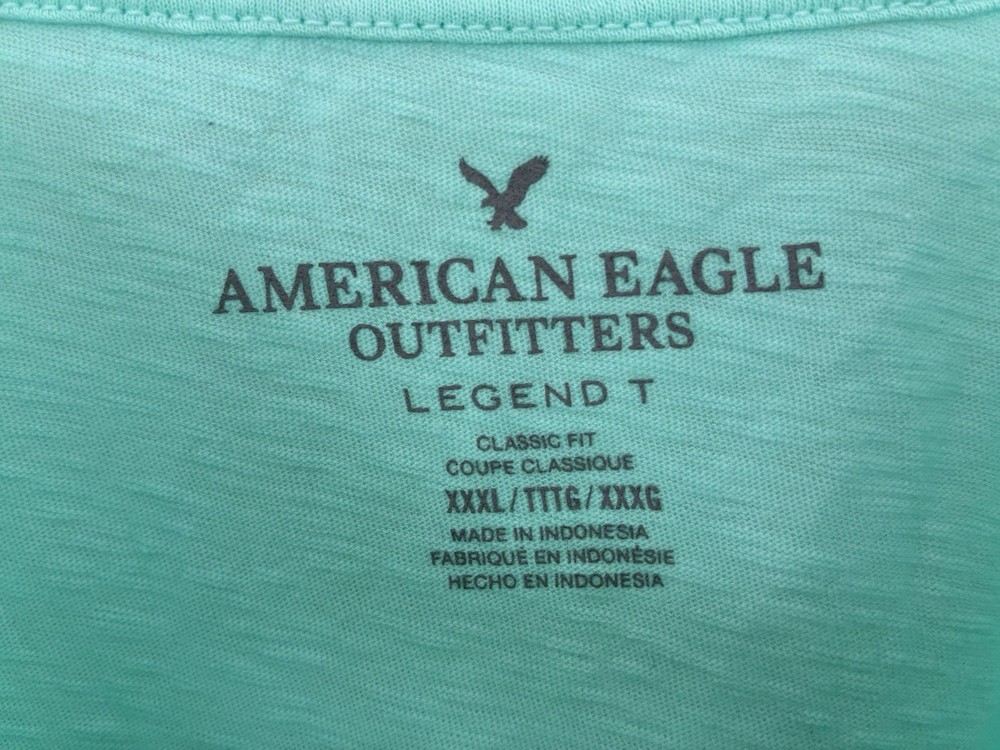 AMERICAN EAGLE
OUTFITTERS
LEGEND T
CLASSIC FIT
COUPE CLASSIQUE
XXXL / TTTG / XXXG
MADE IN INDONESIA
FABRIQUÉ EN INDONÉSIE
HECHO EN INDONESIA